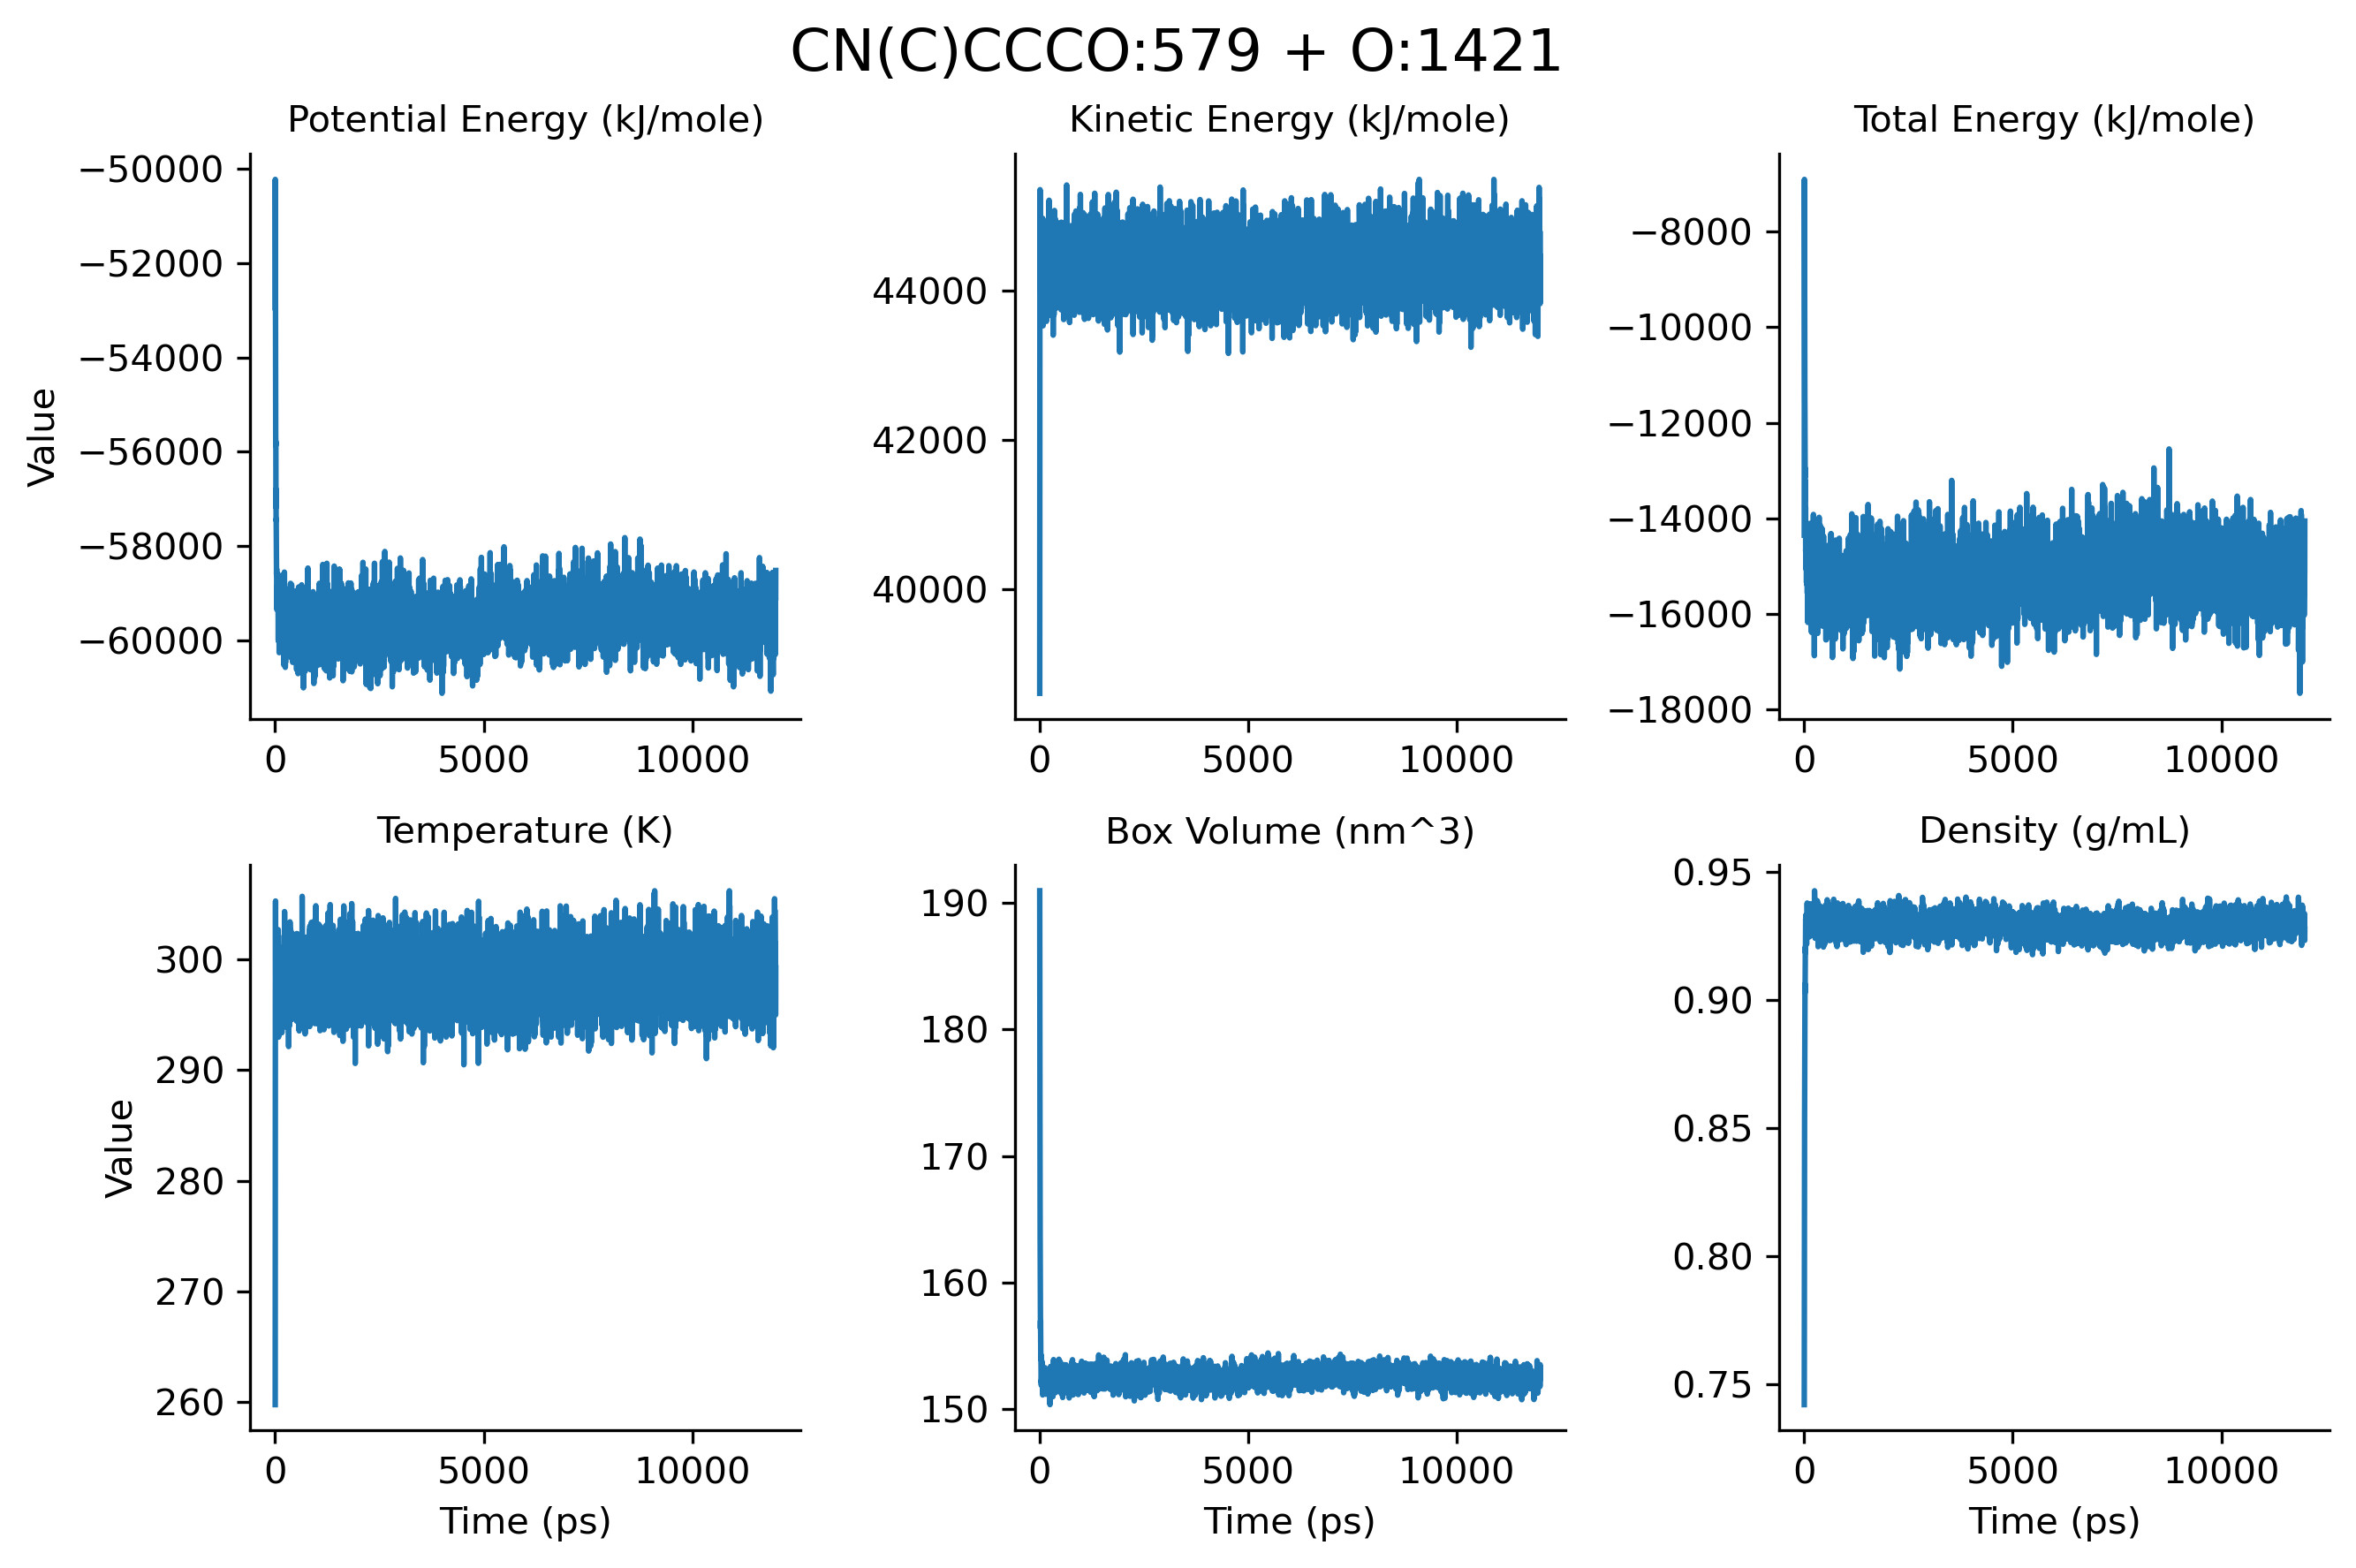 CN(C)CCCO:579 + O:1421
Potential Energy (kJ/mole)
Value
−50000
−52000
−54000
−56000
−58000
−60000
0 5000 10000
Kinetic Energy (kJ/mole)
44000
42000
40000
0 5000 10000
Total Energy (kJ/mole)
−8000
−10000
−12000
−14000
−16000
−18000
0 5000 10000
Temperature (K)
Value
300
290
280
270
260
0 5000 10000
Time (ps)
Box Volume (nm^3)
190
180
170
160
150
0 5000 10000
Time (ps)
Density (g/mL)
0.95
0.90
0.85
0.80
0.75
0 5000 10000
Time (ps)